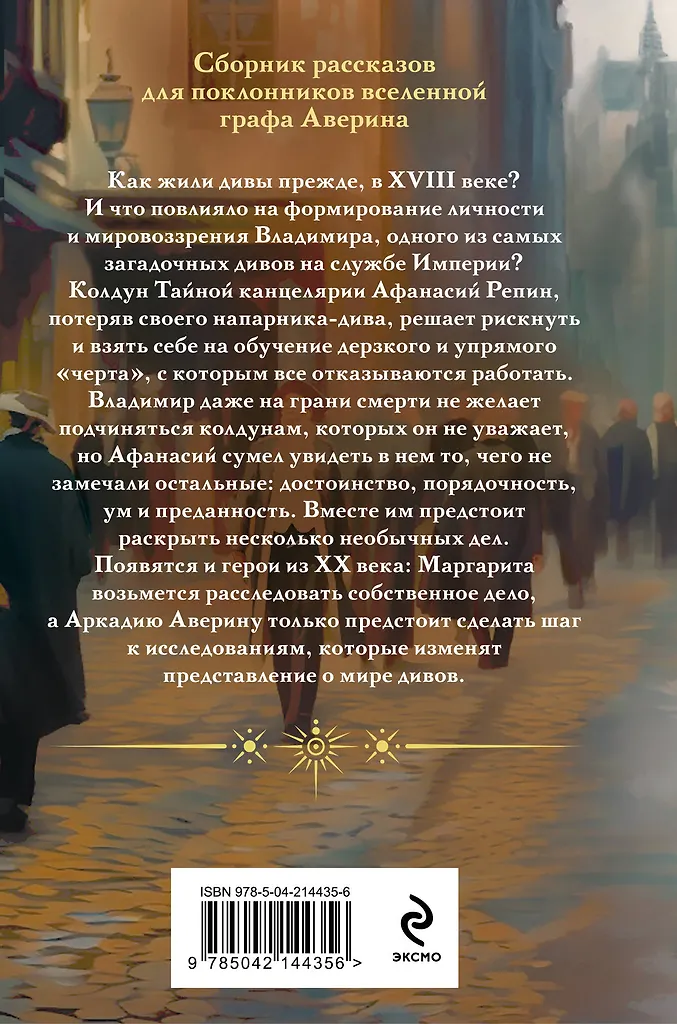 Сборник рассказов
для поклонников вселенной
графа Аверина
Как жили дивы прежде, в XVIII веке?
И что повлияло на формирование личности
и мировоззрения Владимира, одного из самых
загадочных дивов на службе Империи?
Колдун Тайной канцелярии Афанасий Репин,
потеряв своего напарника-дива, решает рискнуть
и взять себе на обучение дерзкого и упрямого
«черта», с которым все отказываются работать.
Владимир даже на грани смерти не желает
подчиняться колдунам, которых он не уважает,
но Афанасий сумел увидеть в нем то, чего не
замечали остальные: достоинство, порядочность,
ум и преданность. Вместе им предстоит
раскрыть несколько необычных дел.
Появятся и герои из XX века: Маргарита
возьмется расследовать собственное дело,
а Аркадию Аверину только предстоит сделать шаг
к исследованиям, которые изменят
представление о мире дивов.
ISBN 978-5-04-214435-6
9 785042 144356 >
ЭКСМО